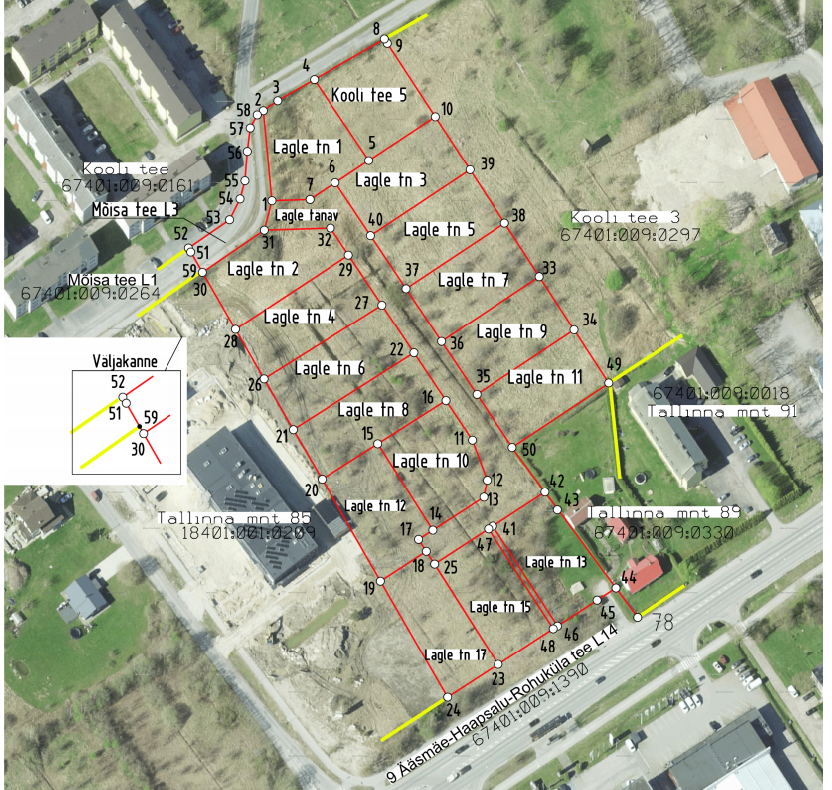 8
9
4
3
2
58
57
56
55
54
53
52
51
59
30
Kooli tee 5
10
Lagle tn 1
5
6
7
1
Lagle tn 3
39
Kooli tee
67401:009:0161
Mõisa tee L3
Lagle tänav
31
32
40
Lagle tn 5
38
Kooli tee 3
67401:009:0297
Mõisa tee L1
67401:009:0264
Lagle tn 2
29
37
Lagle tn 7
33
28
Lagle tn 4
27
36
Lagle tn 9
34
22
Väljakanne
52
51
59
30
26
Lagle tn 6
35
Lagle tn 11
49
67401:009:0018
Tallinna mnt 91
21
Lagle tn 8
16
15
11
50
Lagle tn 10
20
Lagle tn 12
12
13
42
43
Tallinna mnt 85
18401:001:0209
Tallinna mnt 89
67401:009:0330
14
17
18
25
41
47
Lagle tn 13
19
Lagle tn 15
44
45
46
48
78
Lagle tn 17
23
24
9 Ääsmäe-Haapsalu-Rohuküla tee L14
67401:009:1390